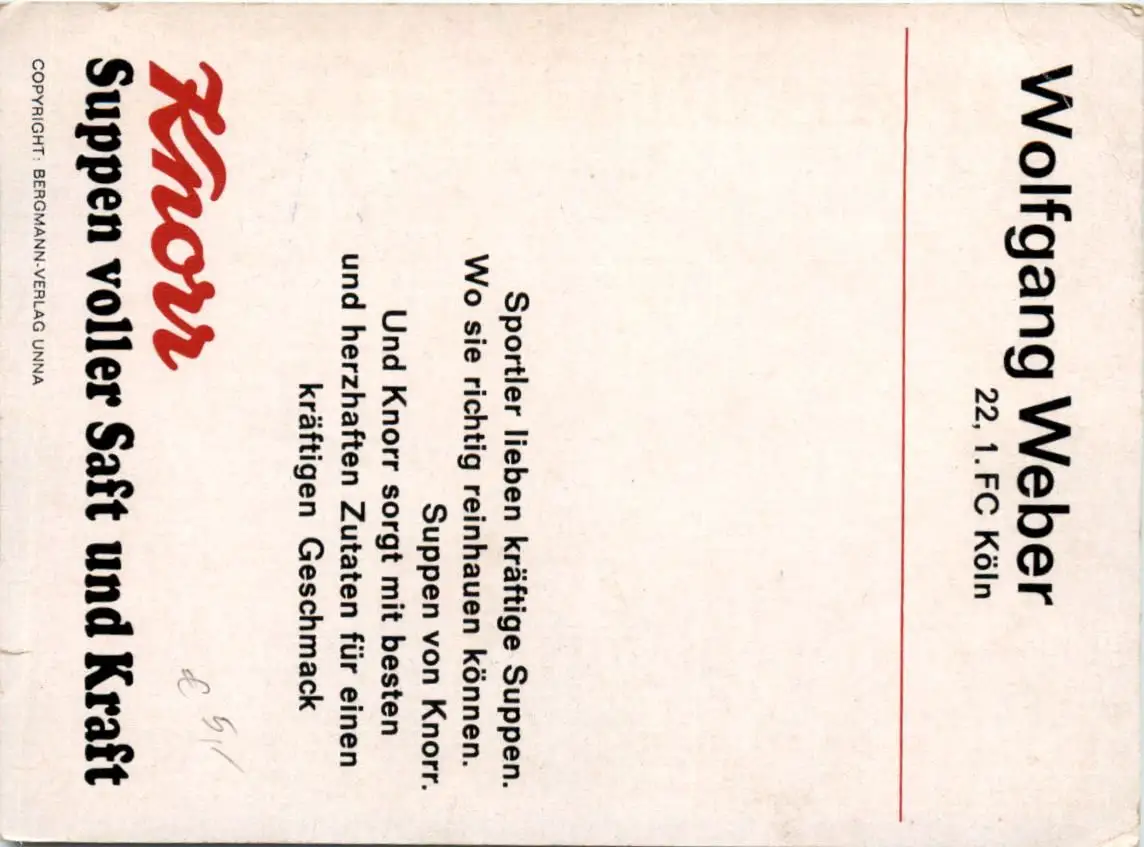 Wolfgang Weber
22, 1. FC Köln
Sportler lieben kräftige Suppen.
Wo sie richtig reinhauen können.
Suppen von Knorr.
Und Knorr sorgt mit besten
und herzhaften Zutaten für einen
kräftigen Geschmack
Knorr
Suppen voller Saft und Kraft
COPYRIGHT: BERGMANN-VERLAG UNNA